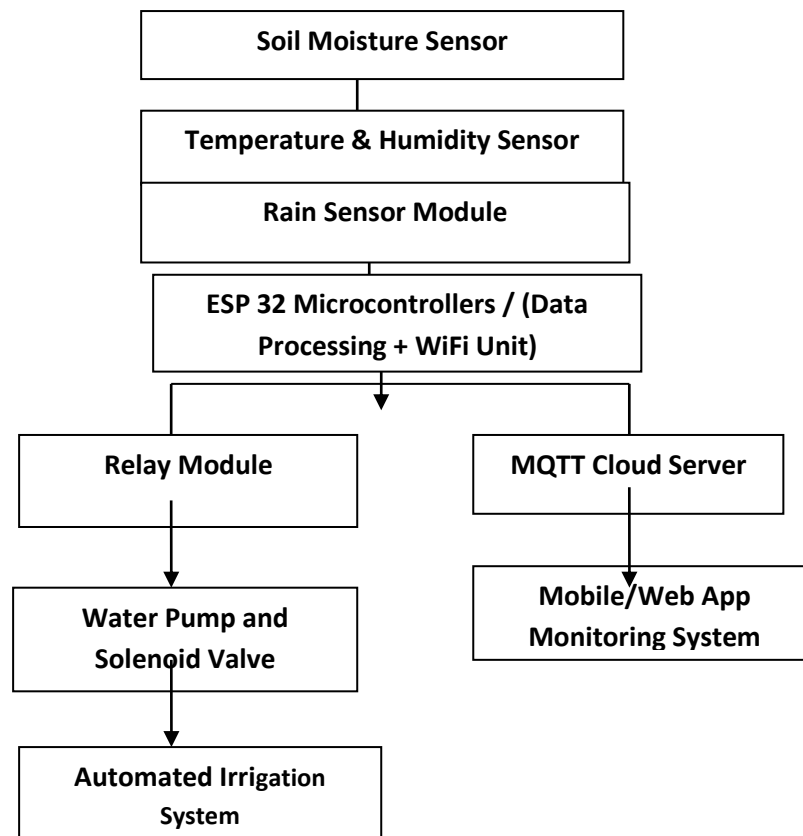 Soil Moisture Sensor
Temperature & Humidity Sensor
Rain Sensor Module
ESP 32 Microcontrollers / (Data
Processing + WiFi Unit)
Relay Module
MQTT Cloud Server
Water Pump and
Solenoid Valve
Mobile/Web App
Monitoring System
Automated Irrigation
System